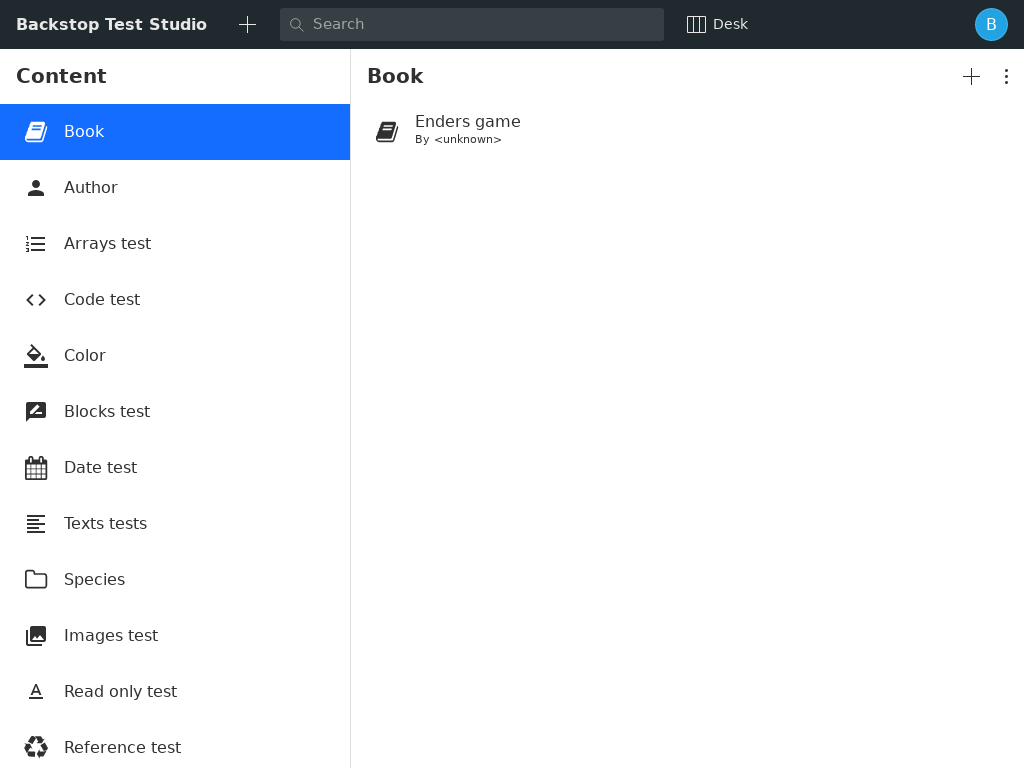 Backstop Test Studio
Search
Desk
B
Content
Book
Author
Arrays test
Code test
Color
Blocks test
Date test
Texts tests
Species
Images test
Read only test
Reference test
Book
Enders game
By <unknown>